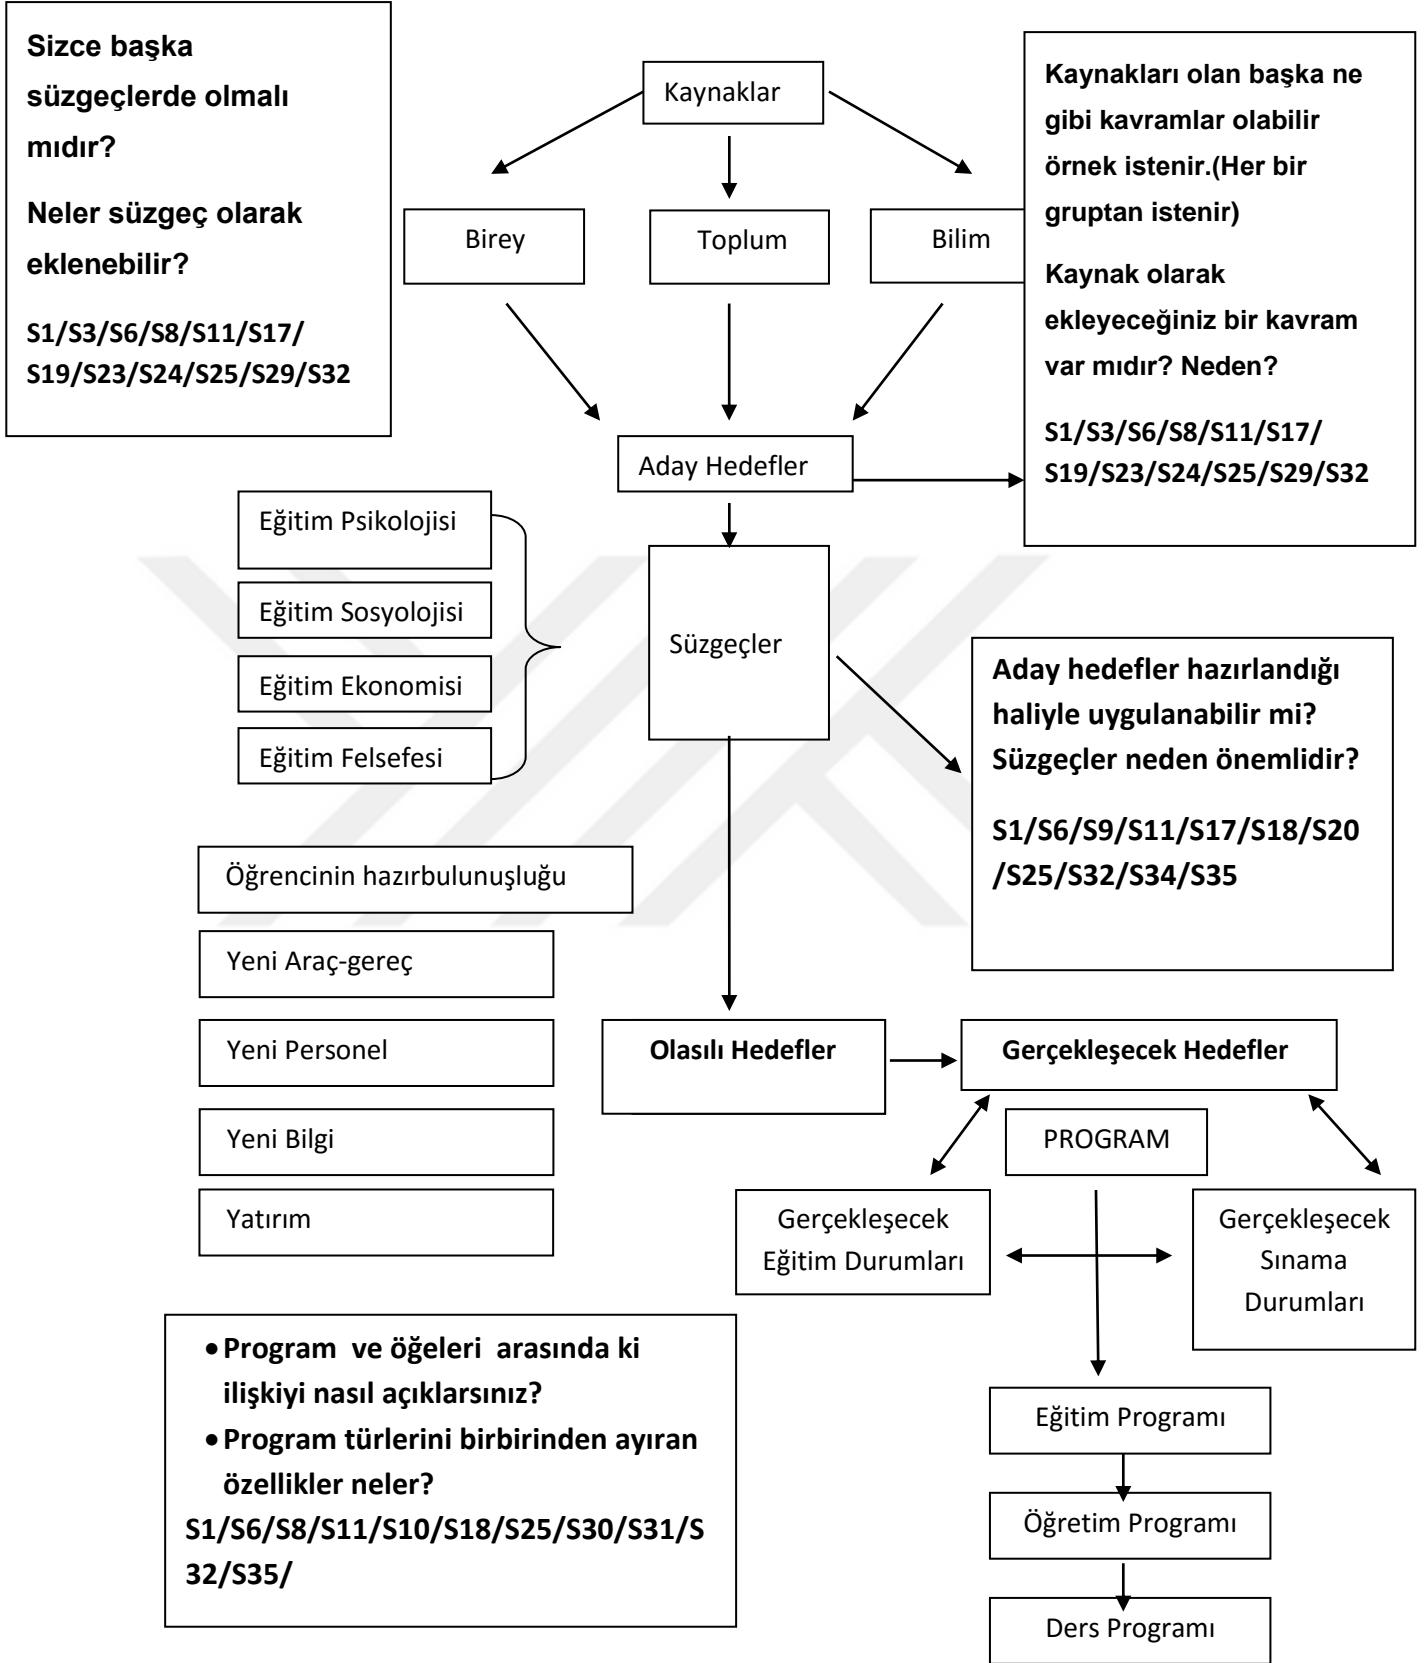 Sizce başka
süzgeçlerde olmalı
mıdır?
Neler süzgeç olarak
eklenebilir?
S1/S3/S6/S8/S11/S17/
S19/S23/S24/S25/S29/S32
Kaynaklar
Kaynakları olan başka ne
gibi kavramlar olabilir
örnek istenir.(Her bir
gruptan istenir)
Kaynak olarak
ekleyeceğiniz bir kavram
var mıdır? Neden?
S1/S3/S6/S8/S11/S17/
S19/S23/S24/S25/S29/S32
Birey
Toplum
Bilim
Aday Hedefler
Eğitim Psikolojisi
Eğitim Sosyolojisi
Eğitim Ekonomisi
Eğitim Felsefesi
Süzgeçler
Aday hedefler hazırlandığı
haliyle uygulanabilir mi?
Süzgeçler neden önemlidir?
S1/S6/S9/S11/S17/S18/S20
/S25/S32/S34/S35
Öğrencinin hazırbulunuşluğu
Yeni Araç-gereç
Yeni Personel
Yeni Bilgi
Yatırım
Olasılı Hedefler
Gerçekleşecek Hedefler
PROGRAM
Gerçekleşecek
Eğitim Durumları
Gerçekleşecek
Sınama
Durumları
• Program ve öğeleri arasında ki
ilişkiyi nasıl açıklarsınız?
• Program türlerini birbirinden ayıran
özellikler neler?
S1/S6/S8/S11/S10/S18/S25/S30/S31/S
32/S35/
Eğitim Programı
Öğretim Programı
Ders Programı